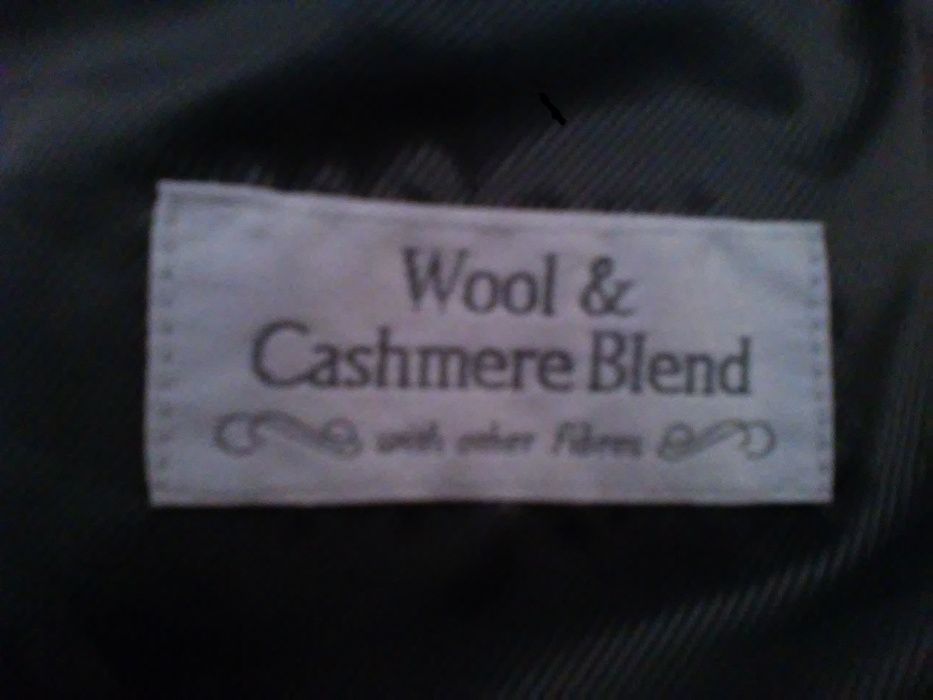 Wool &
Cashmere Blend
with other Fibres